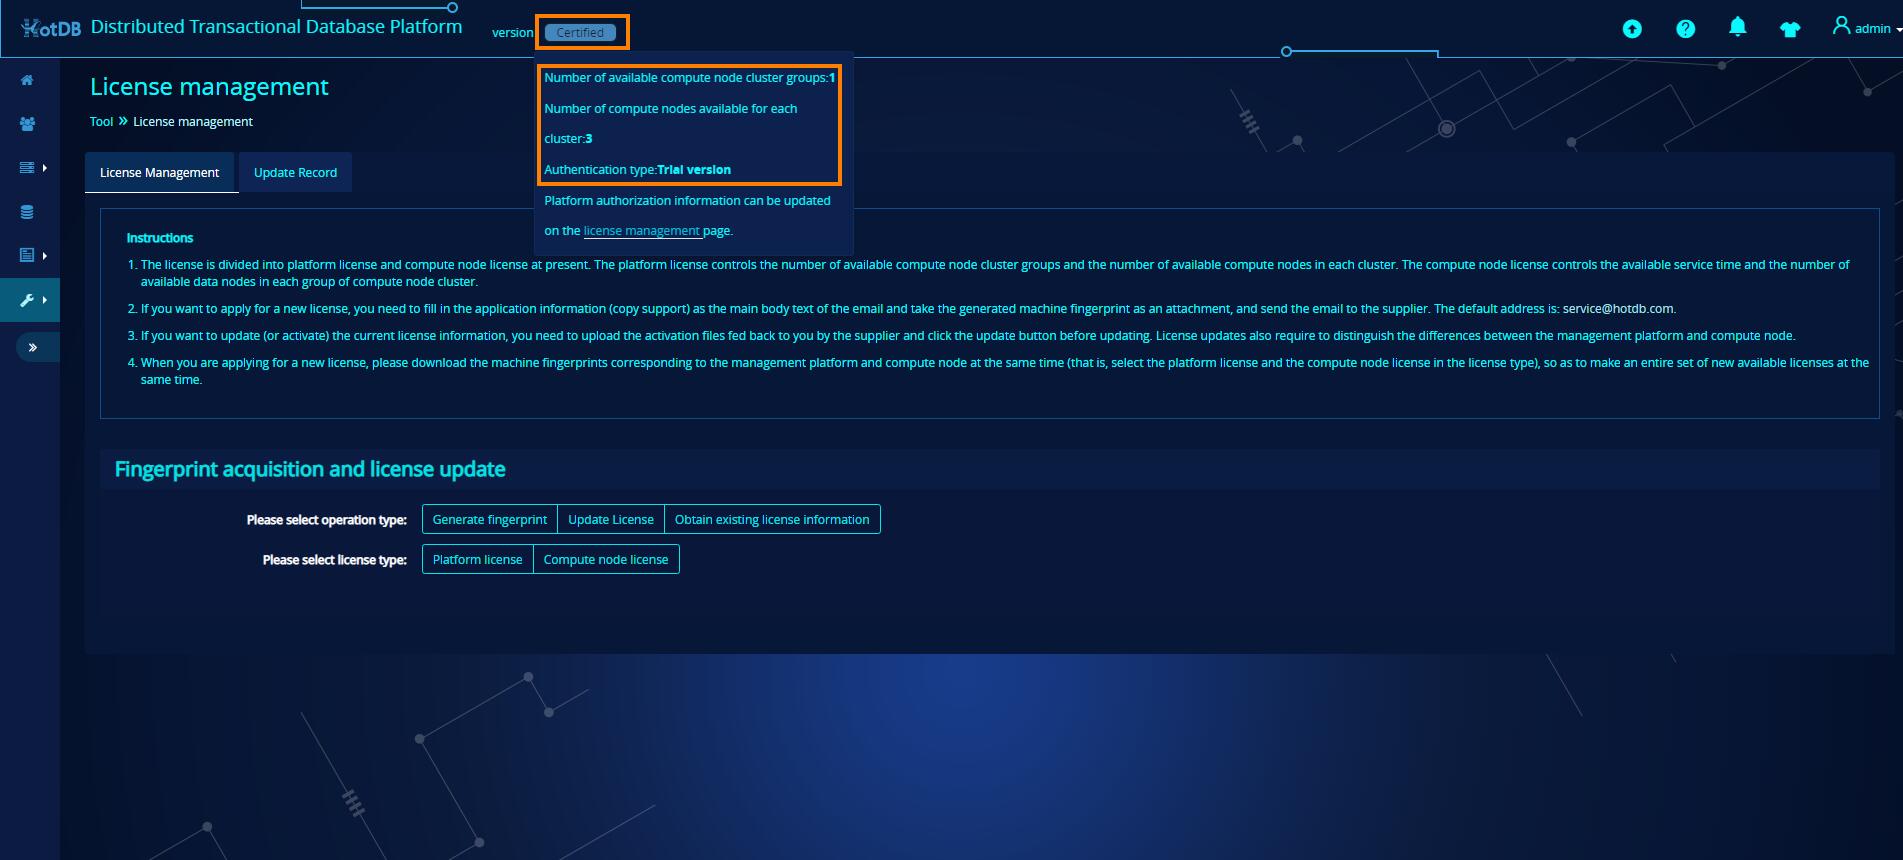 HotDB Distributed Transactional Database Platform version Certified admin
Number of available compute node cluster groups:1
Number of compute nodes available for each
cluster:3
Authentication type:Trial version
Platform authorization information can be updated
on the license management page.
License management
Tool » License management
License Management Update Record
Instructions
1. The license is divided into platform license and compute node license at present. The platform license controls the number of available compute node cluster groups and the number of available compute nodes in each cluster. The compute node license controls the available service time and the number of
available data nodes in each group of compute node cluster.
2. If you want to apply for a new license, you need to fill in the application information (copy support) as the main body text of the email and take the generated machine fingerprint as an attachment, and send the email to the supplier. The default address is: service@hotdb.com.
3. If you want to update (or activate) the current license information, you need to upload the activation files fed back to you by the supplier and click the update button before updating. License updates also require to distinguish the differences between the management platform and compute node.
4. When you are applying for a new license, please download the machine fingerprints corresponding to the management platform and compute node at the same time (that is, select the platform license and the compute node license in the license type), so as to make an entire set of new available licenses at the
same time.
Fingerprint acquisition and license update
Please select operation type: Generate fingerprint Update License Obtain existing license information
Please select license type: Platform license Compute node license